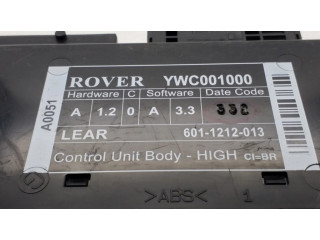 ROVER YWC001000
Hardware C Software Date Code
A 1.2 0 A 3.3
LEAR 601-1212-013
Control Unit Body - HIGH CI=BR
A0051
>ABS< 1